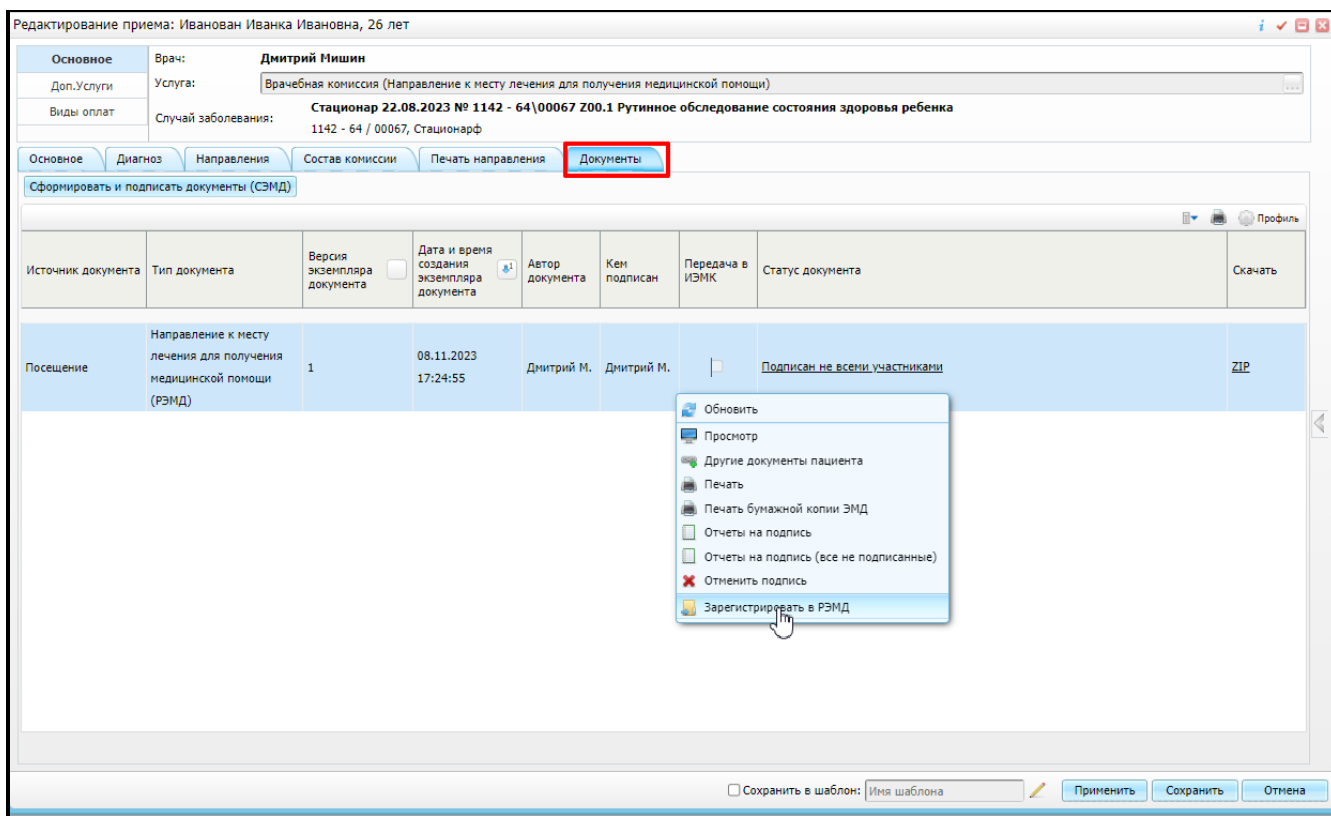 Редактирование приема: Иванован Иванка Ивановна, 26 лет
Основное
Доп.Услуги
Виды оплат
Врач: Дмитрий Мишин
Услуга: Врачебная комиссия (Направление к месту лечения для получения медицинской помощи)
Случай заболевания: Стационар 22.08.2023 № 1142 - 64\00067 Z00.1 Рутинное обследование состояния здоровья ребенка
1142 - 64 / 00067, Стационарф
Основное Диагноз Направления Состав комиссии Печать направления Документы
Сформировать и подписать документы (СЭМД)
Профиль
Источник документа
Тип документа
Версия
экземпляра
документа
Дата и время
создания
экземпляра
документа
1
Автор
документа
Кем
подписан
Передача в
ИЭМК
Статус документа
Скачать
Посещение
Направление к месту
лечения для получения
медицинской помощи
(РЭМД)
1
08.11.2023
17:24:55
Дмитрий М.
Дмитрий М.
Подписан не всеми участниками
ZIP
Обновить
Просмотр
Другие документы пациента
Печать
Печать бумажной копии ЭМД
Отчеты на подпись
Отчеты на подпись (все не подписанные)
Отменить подпись
Зарегистрировать в РЭМД
Сохранить в шаблон: Имя шаблона Применить Сохранить Отмена